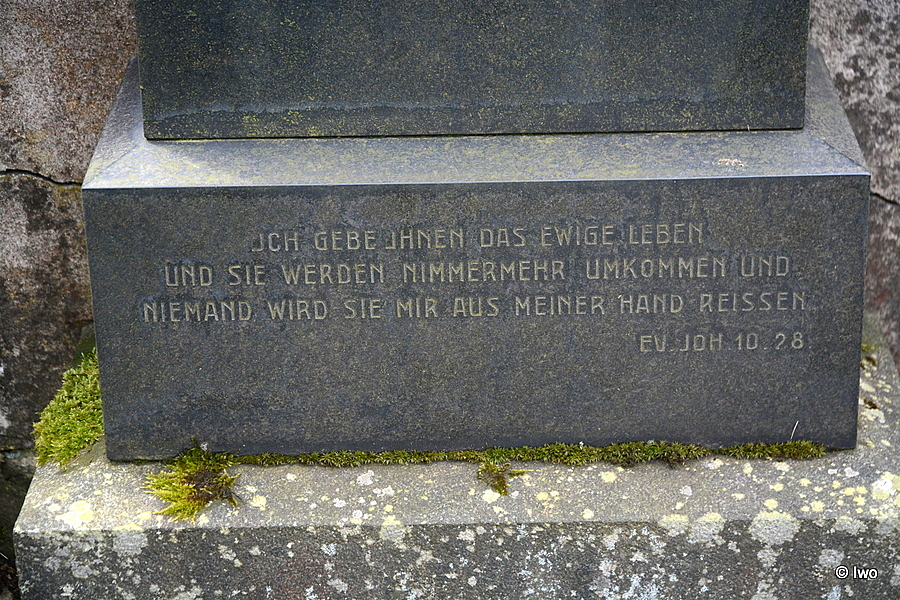 JCH GEBE JHNEN DAS EWIGE LEBEN
UND SIE WERDEN NIMMERMEHR UMKOMMEN UND
NIEMAND WIRD SIE MIR AUS MEINER HAND REISSEN.
EV. JOH 10. 28
© Iwo